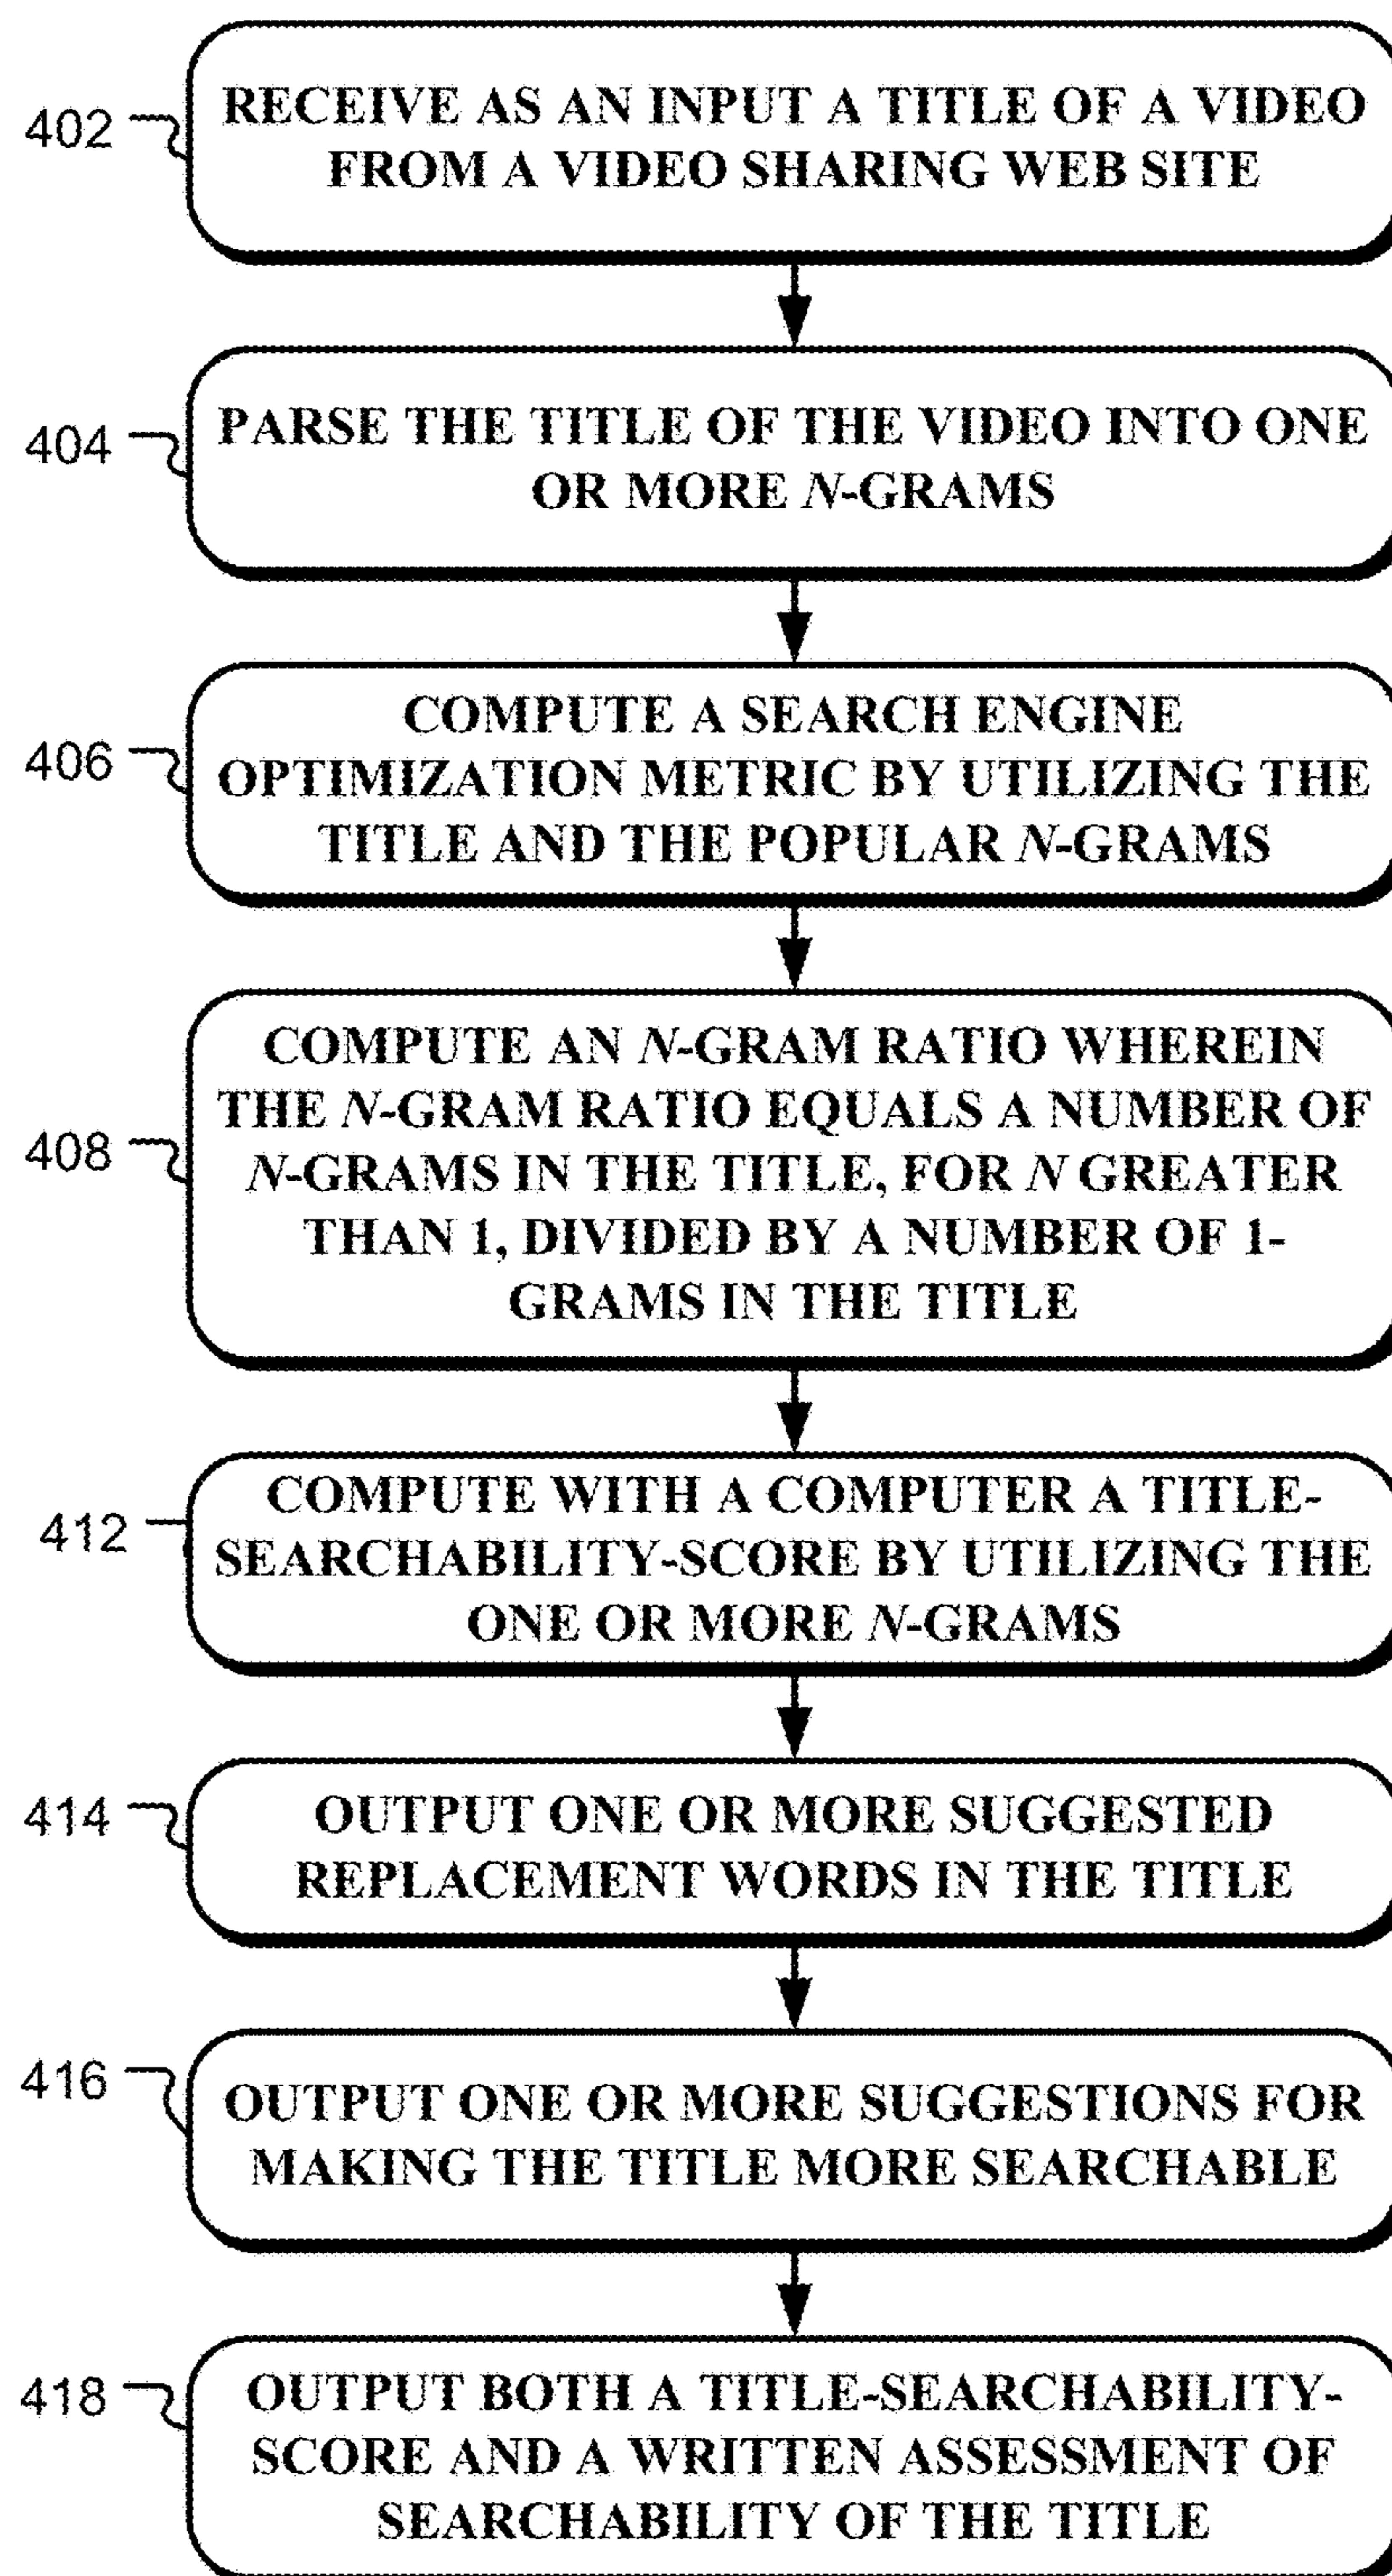 402
RECEIVE AS AN INPUT A TITLE OF A VIDEO
FROM A VIDEO SHARING WEB SITE
404
PARSE THE TITLE OF THE VIDEO INTO ONE
OR MORE N-GRAMS
406
COMPUTE A SEARCH ENGINE
OPTIMIZATION METRIC BY UTILIZING THE
TITLE AND THE POPULAR N-GRAMS
408
COMPUTE AN N-GRAM RATIO WHEREIN
THE N-GRAM RATIO EQUALS A NUMBER OF
N-GRAMS IN THE TITLE, FOR N GREATER
THAN 1, DIVIDED BY A NUMBER OF 1-
GRAMS IN THE TITLE
412
COMPUTE WITH A COMPUTER A TITLE-
SEARCHABILITY-SCORE BY UTILIZING THE
ONE OR MORE N-GRAMS
414
OUTPUT ONE OR MORE SUGGESTED
REPLACEMENT WORDS IN THE TITLE
416
OUTPUT ONE OR MORE SUGGESTIONS FOR
MAKING THE TITLE MORE SEARCHABLE
418
OUTPUT BOTH A TITLE-SEARCHABILITY-
SCORE AND A WRITTEN ASSESSMENT OF
SEARCHABILITY OF THE TITLE